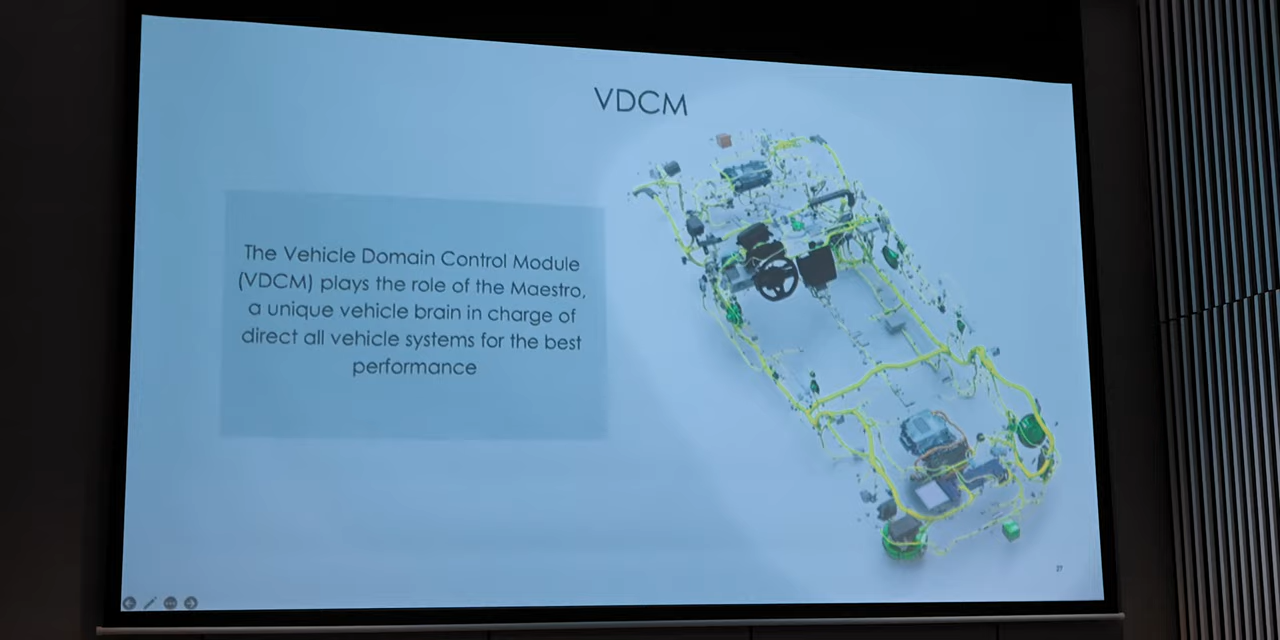 VDCM
The Vehicle Domain Control Module
(VDCM) plays the role of the Maestro,
a unique vehicle brain in charge of
direct all vehicle systems for the best
performance
27